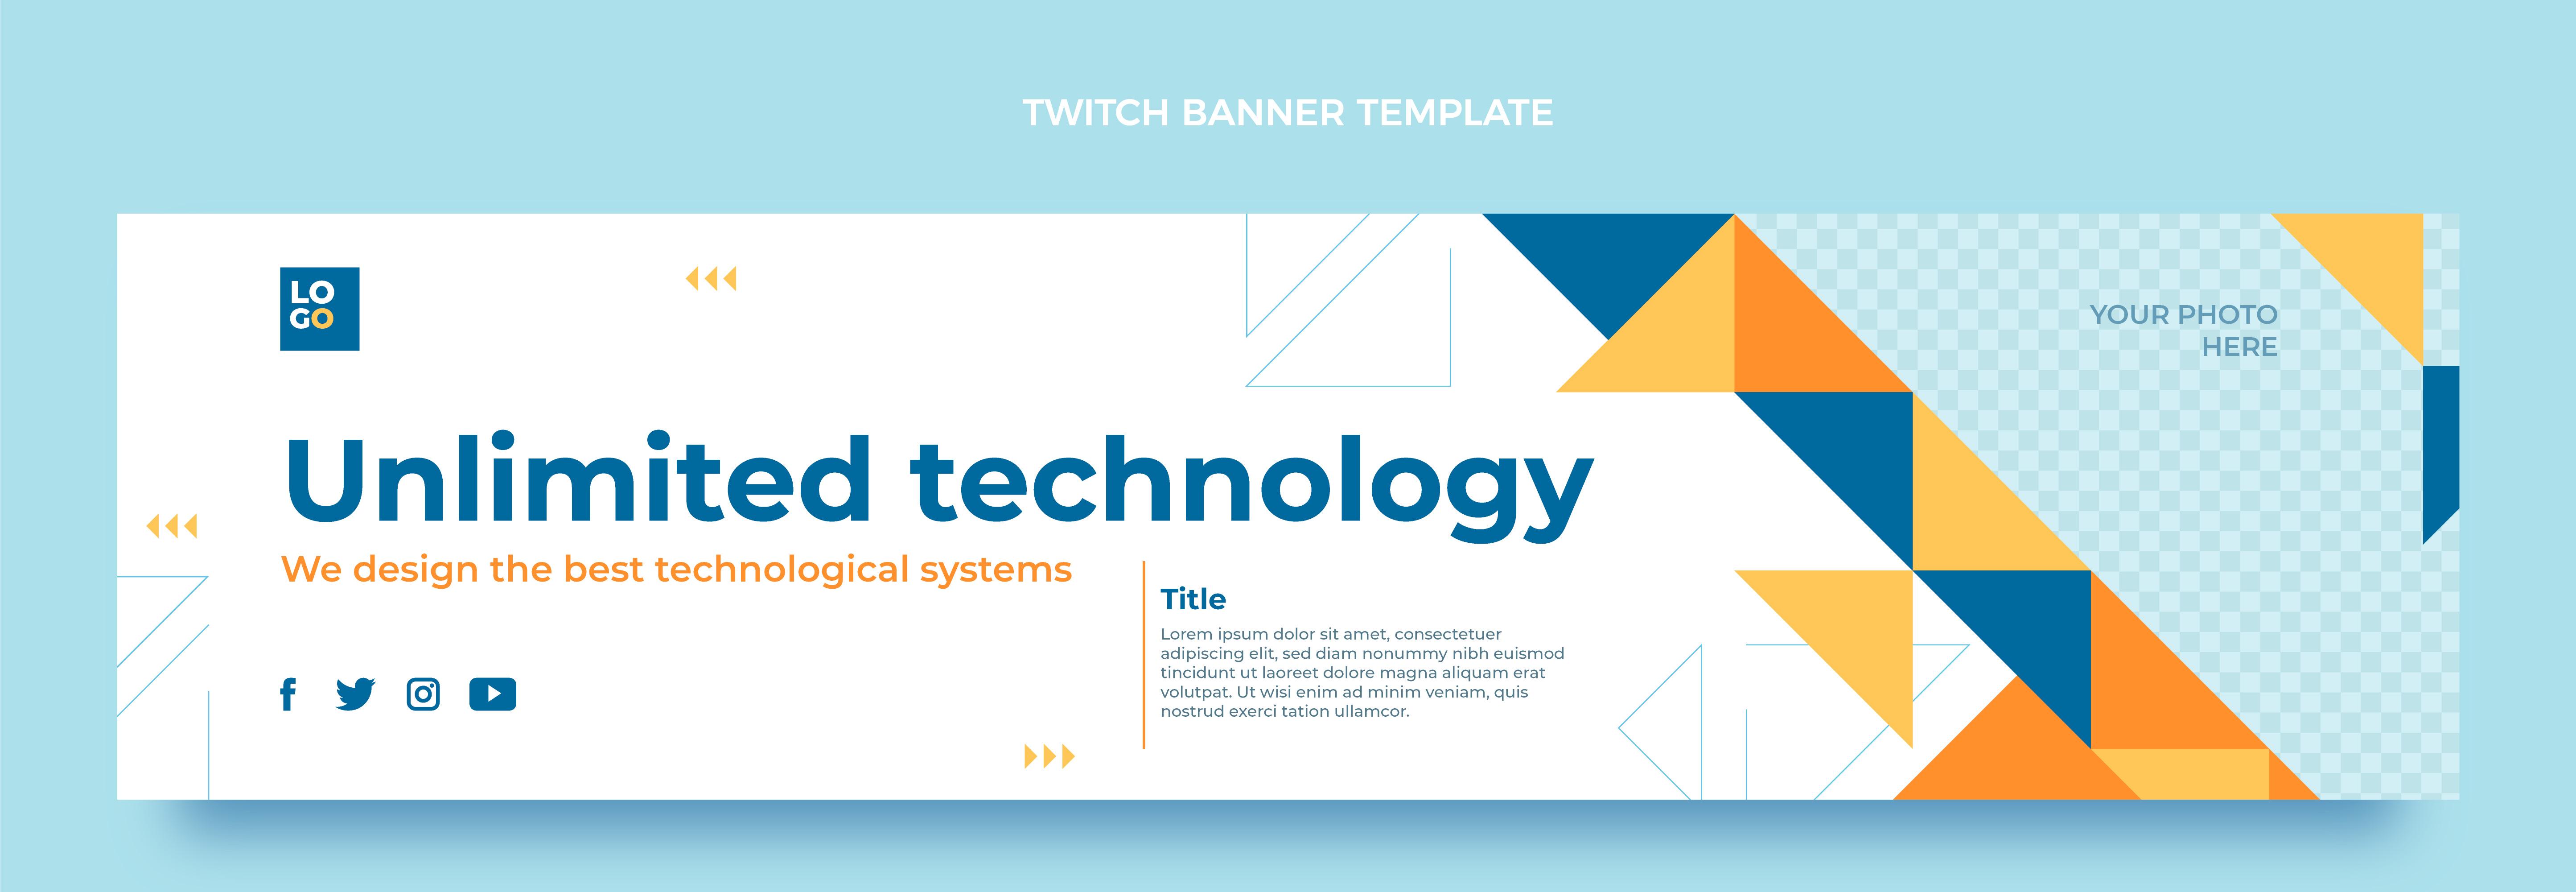 TWITCH BANNER TEMPLATE
LO
GO
YOUR PHOTO
HERE
Unlimited technology
We design the best technological systems
Title
Lorem ipsum dolor sit amet, consectetuer
adipiscing elit, sed diam nonummy nibh euismod
tincidunt ut laoreet dolore magna aliquam erat
volutpat. Ut wisi enim ad minim veniam, quis
nostrud exerci tation ullamcor.